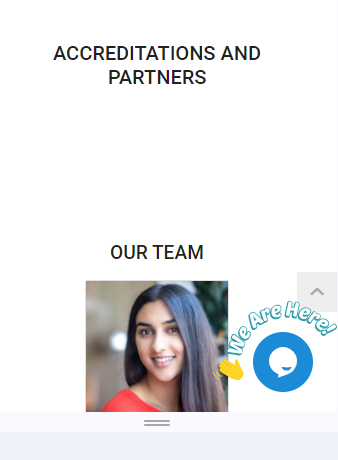 ACCREDITATIONS AND
PARTNERS
OUR TEAM
We Are Here!